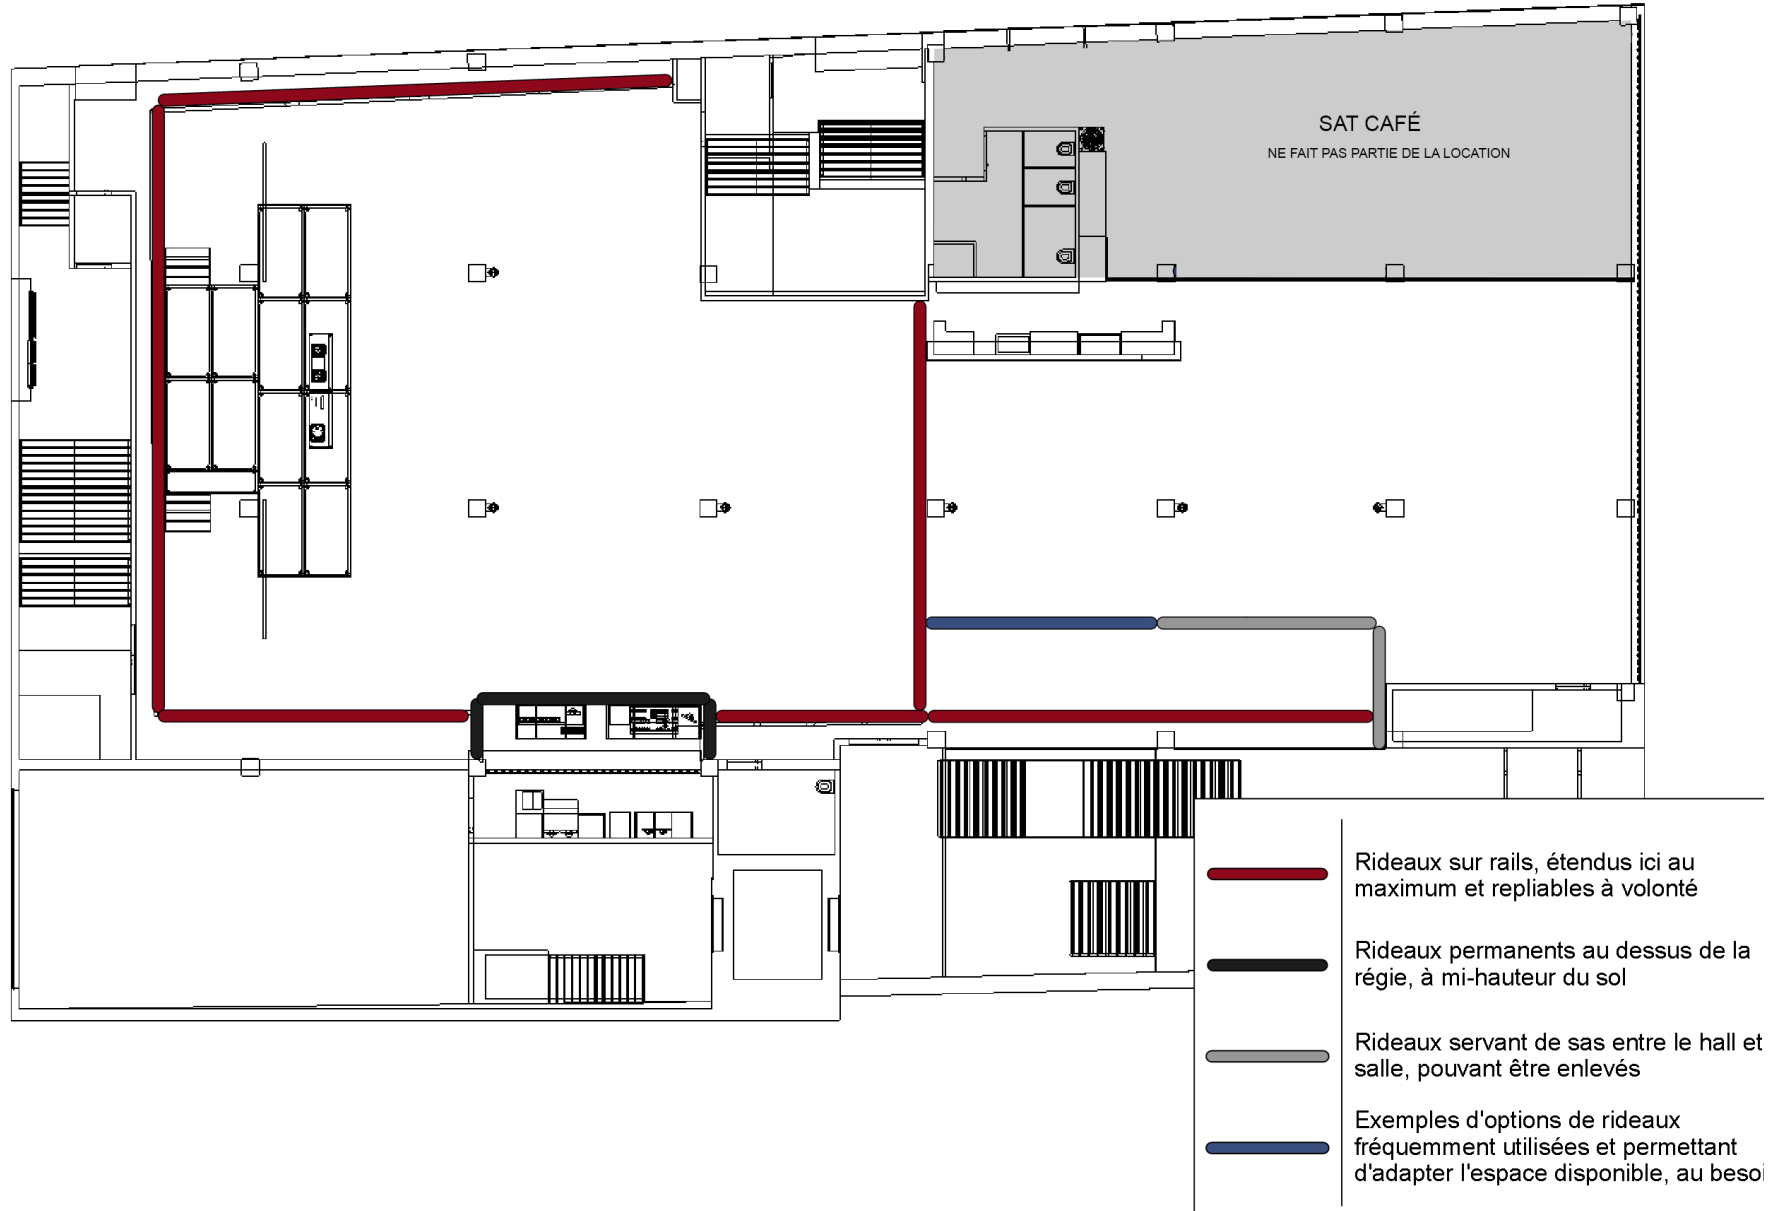 SAT CAFÉ
NE FAIT PAS PARTIE DE LA LOCATION
Rideaux sur rails, étendus ici au
maximum et repliables à volonté
Rideaux permanents au dessus de la
régie, à mi-hauteur du sol
Rideaux servant de sas entre le hall et
salle, pouvant être enlevés
Exemples d'options de rideaux
fréquemment utilisées et permettant
d'adapter l'espace disponible, au besoi